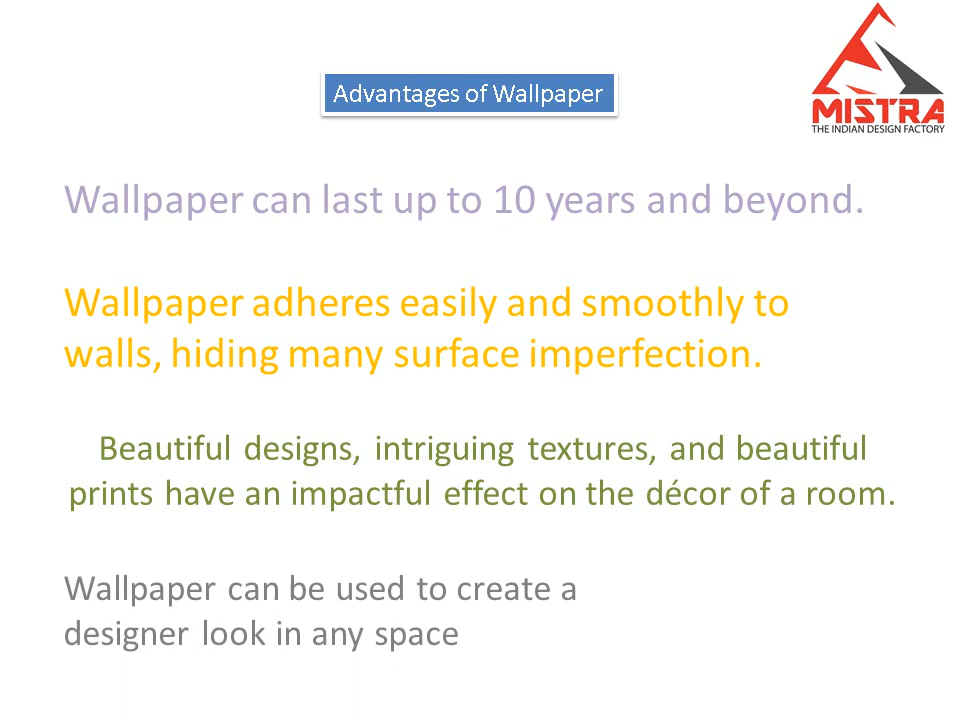 MISTRA
THE INDIAN DESIGN FACTORY
Advantages of Wallpaper
Wallpaper can last up to 10 years and beyond.
Wallpaper adheres easily and smoothly to
walls, hiding many surface imperfection.
Beautiful designs, intriguing textures, and beautiful
prints have an impactful effect on the décor of a room.
Wallpaper can be used to create a
designer look in any space